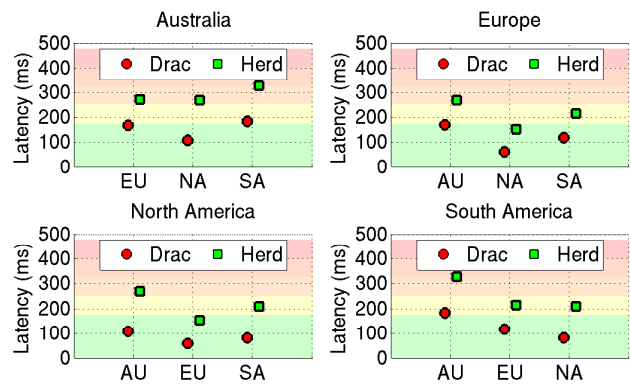 Australia
Latency (ms)
500
400
300
200
100
0
Drac Herd
EU NA SA
Europe
Latency (ms)
500
400
300
200
100
0
Drac Herd
AU NA SA
North America
Latency (ms)
500
400
300
200
100
0
Drac Herd
AU EU SA
South America
Latency (ms)
500
400
300
200
100
0
Drac Herd
AU EU NA